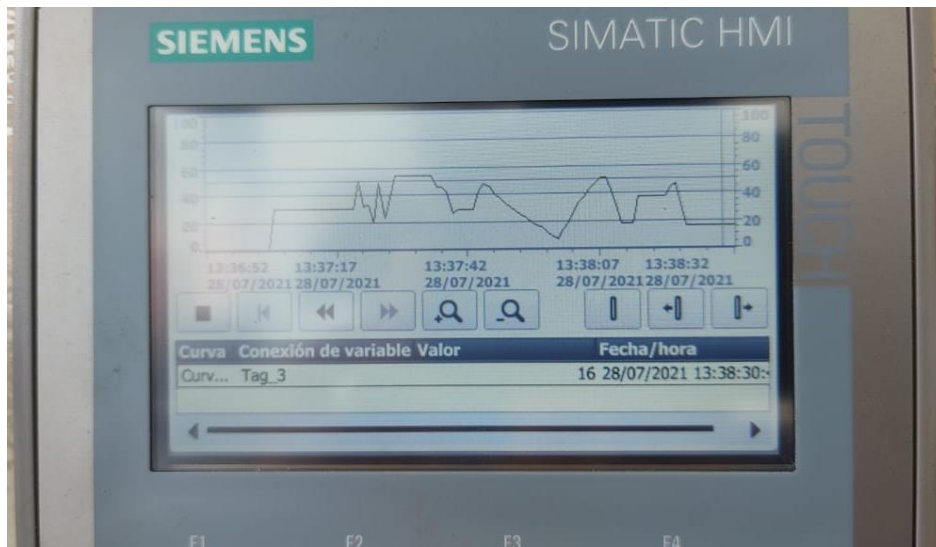 SIEMENS
SIMATIC HMI
TOUCH
100 100
80 80
60 60
40 40
20 20
0 0
13:36:52 13:37:17 13:37:42 13:38:07 13:38:32
28/07/2021 28/07/2021 28/07/2021 28/07/2021 28/07/2021
Curva Conexión de variable Valor Fecha/hora
Curv... Tag_3 16 28/07/2021 13:38:30:
F1 F2 F3 F4